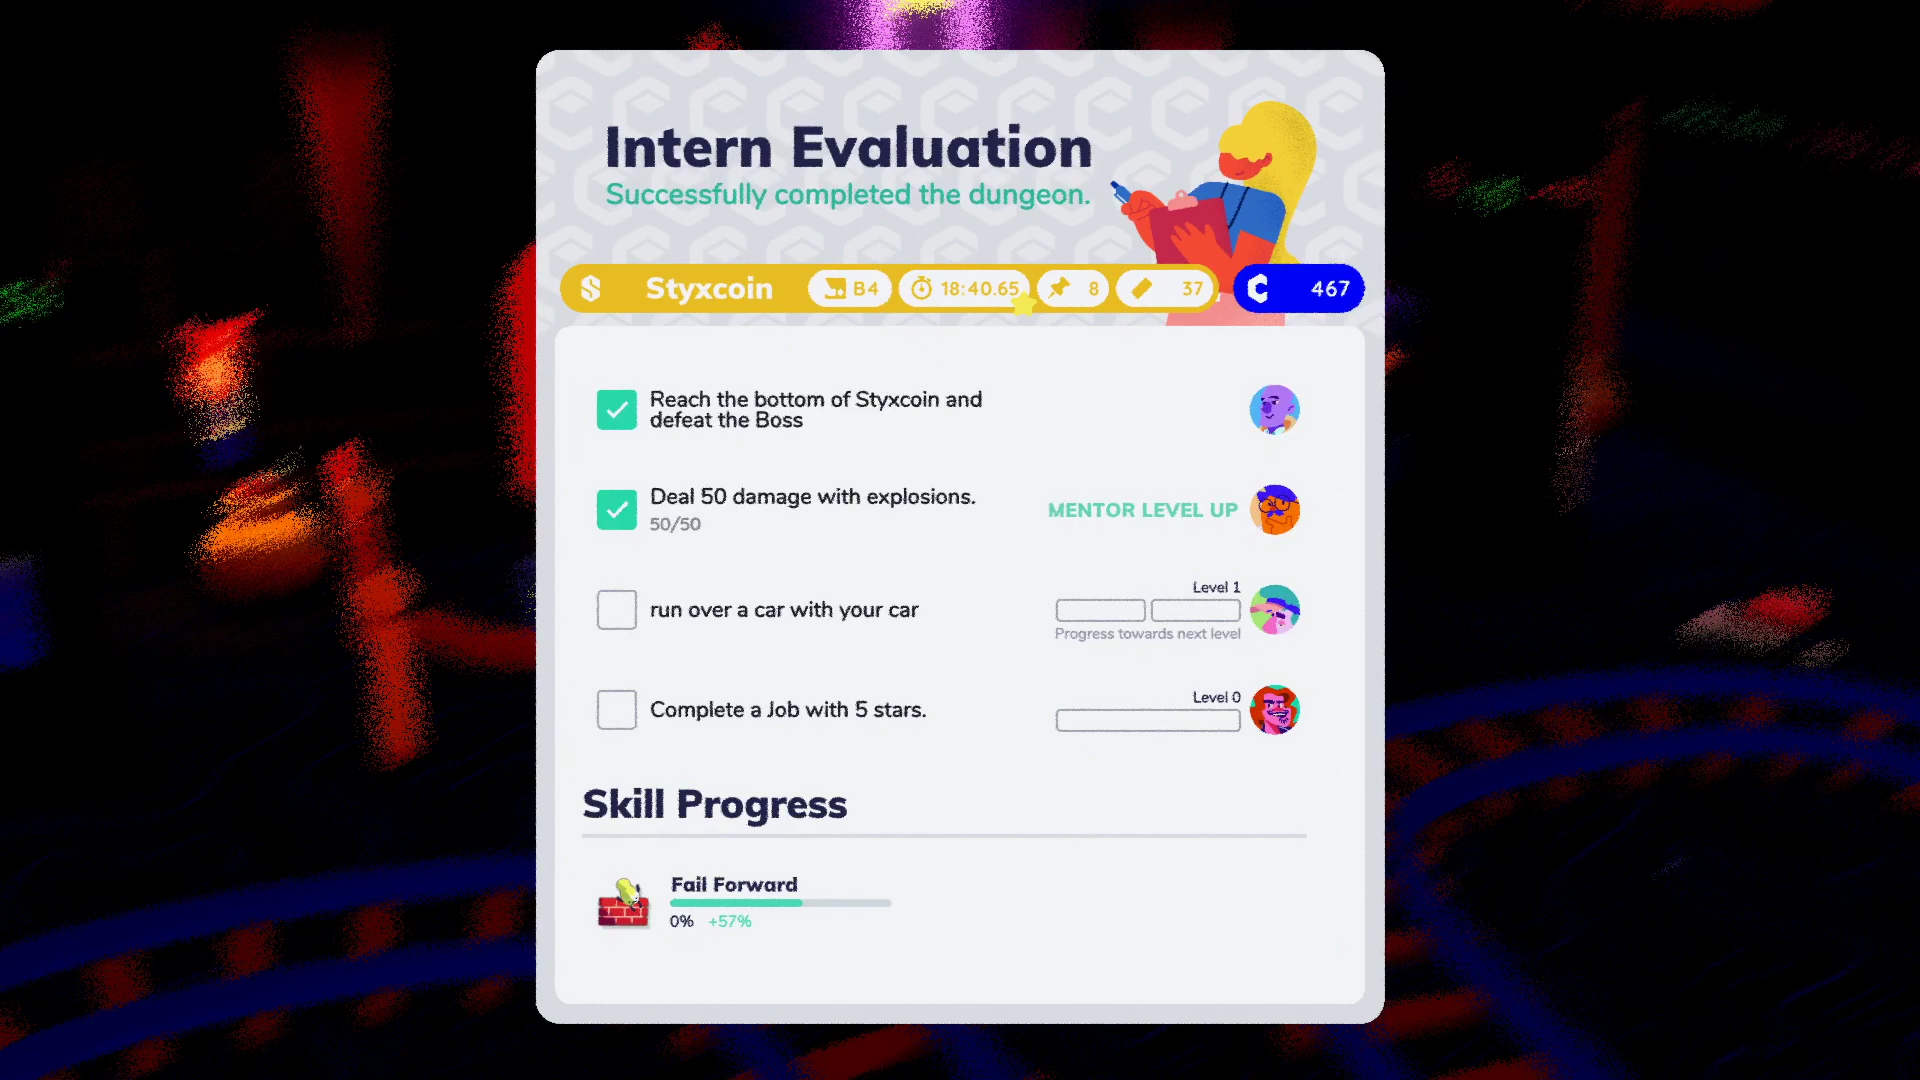 Intern Evaluation
Successfully completed the dungeon.
Styxcoin B4 18:40.65 8 37 467
Reach the bottom of Styxcoin and
defeat the Boss
Deal 50 damage with explosions.
50/50
MENTOR LEVEL UP
run over a car with your car
Level 1
Progress towards next level
Complete a Job with 5 stars.
Level 0
Skill Progress
Fail Forward
0% +57%